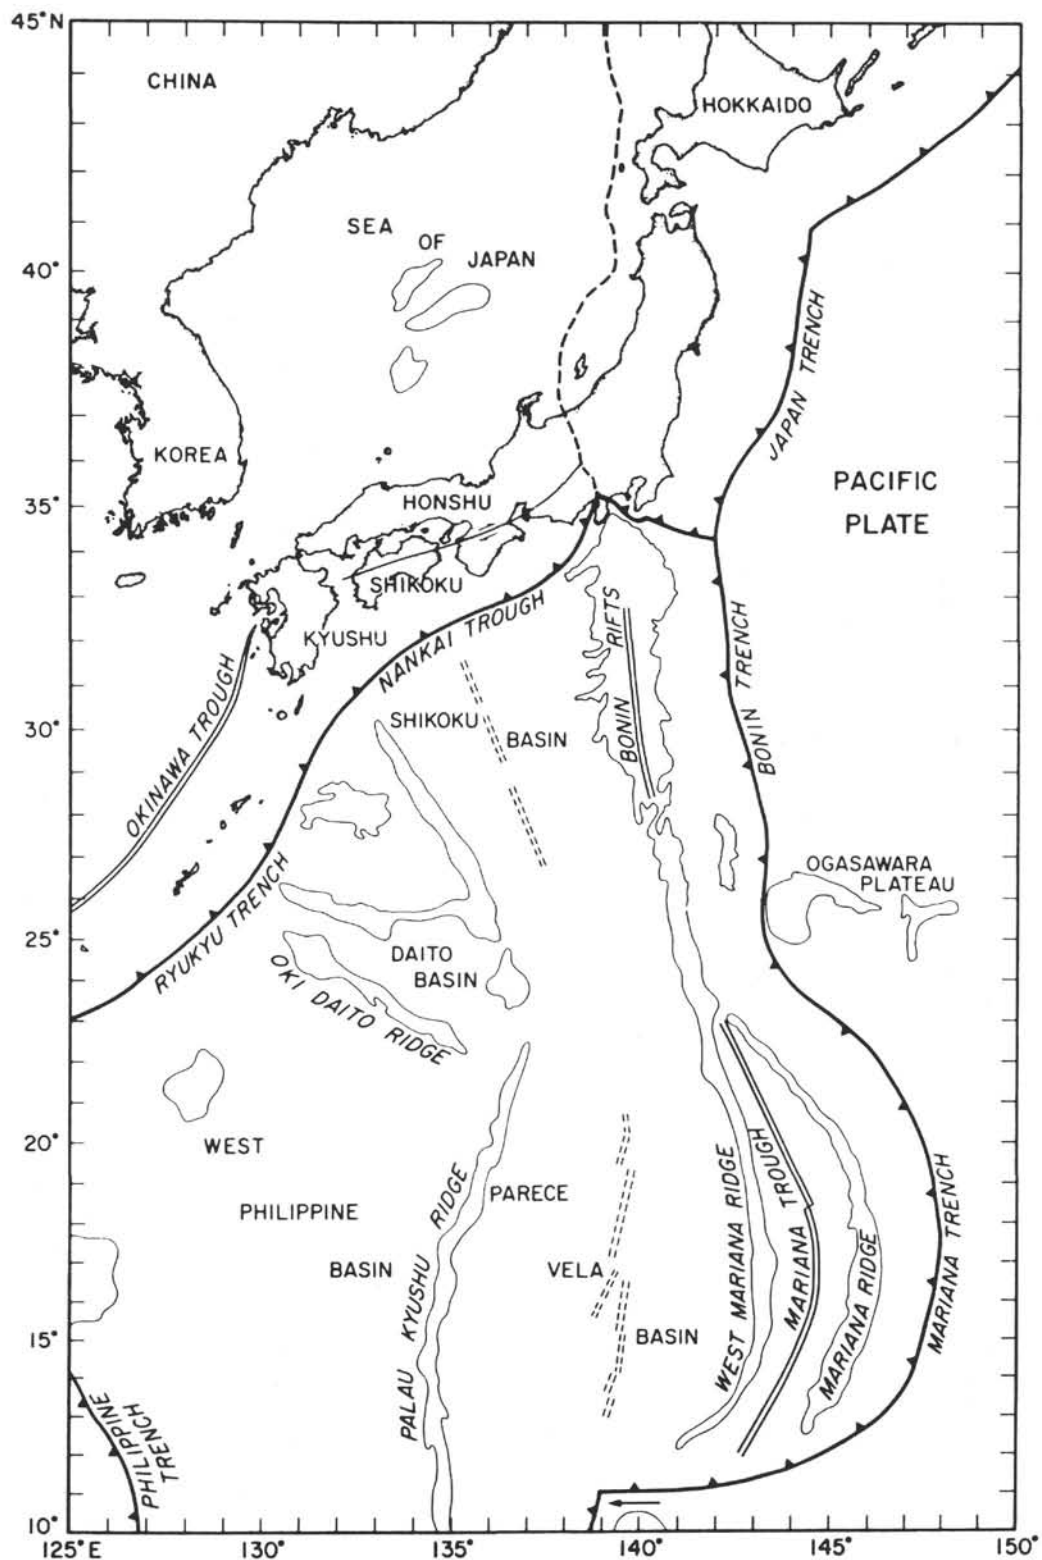 45°N
CHINA
HOKKAIDO
SEA
OF
JAPAN
40°
JAPAN TRENCH
KOREA
HONSHU
PACIFIC
PLATE
35°
SHIKOKU
KYUSHU
NANKAI TROUGH
BONIN RIFTS
BONIN TRENCH
OKINAWA TROUGH
SHIKOKU
BASIN
30°
OGASAWARA
PLATEAU
RYUKYU TRENCH
25°
DAITO
BASIN
OKI DAITO RIDGE
20°
WEST
PHILIPPINE
BASIN
PALAU KYUSHU RIDGE
PARECE
VELA
BASIN
WEST MARIANA RIDGE
MARIANA TROUGH
MARIANA RIDGE
MARIANA TRENCH
15°
PHILIPPINE
TRENCH
10°
125°E
130°
135°
140°
145°
150°